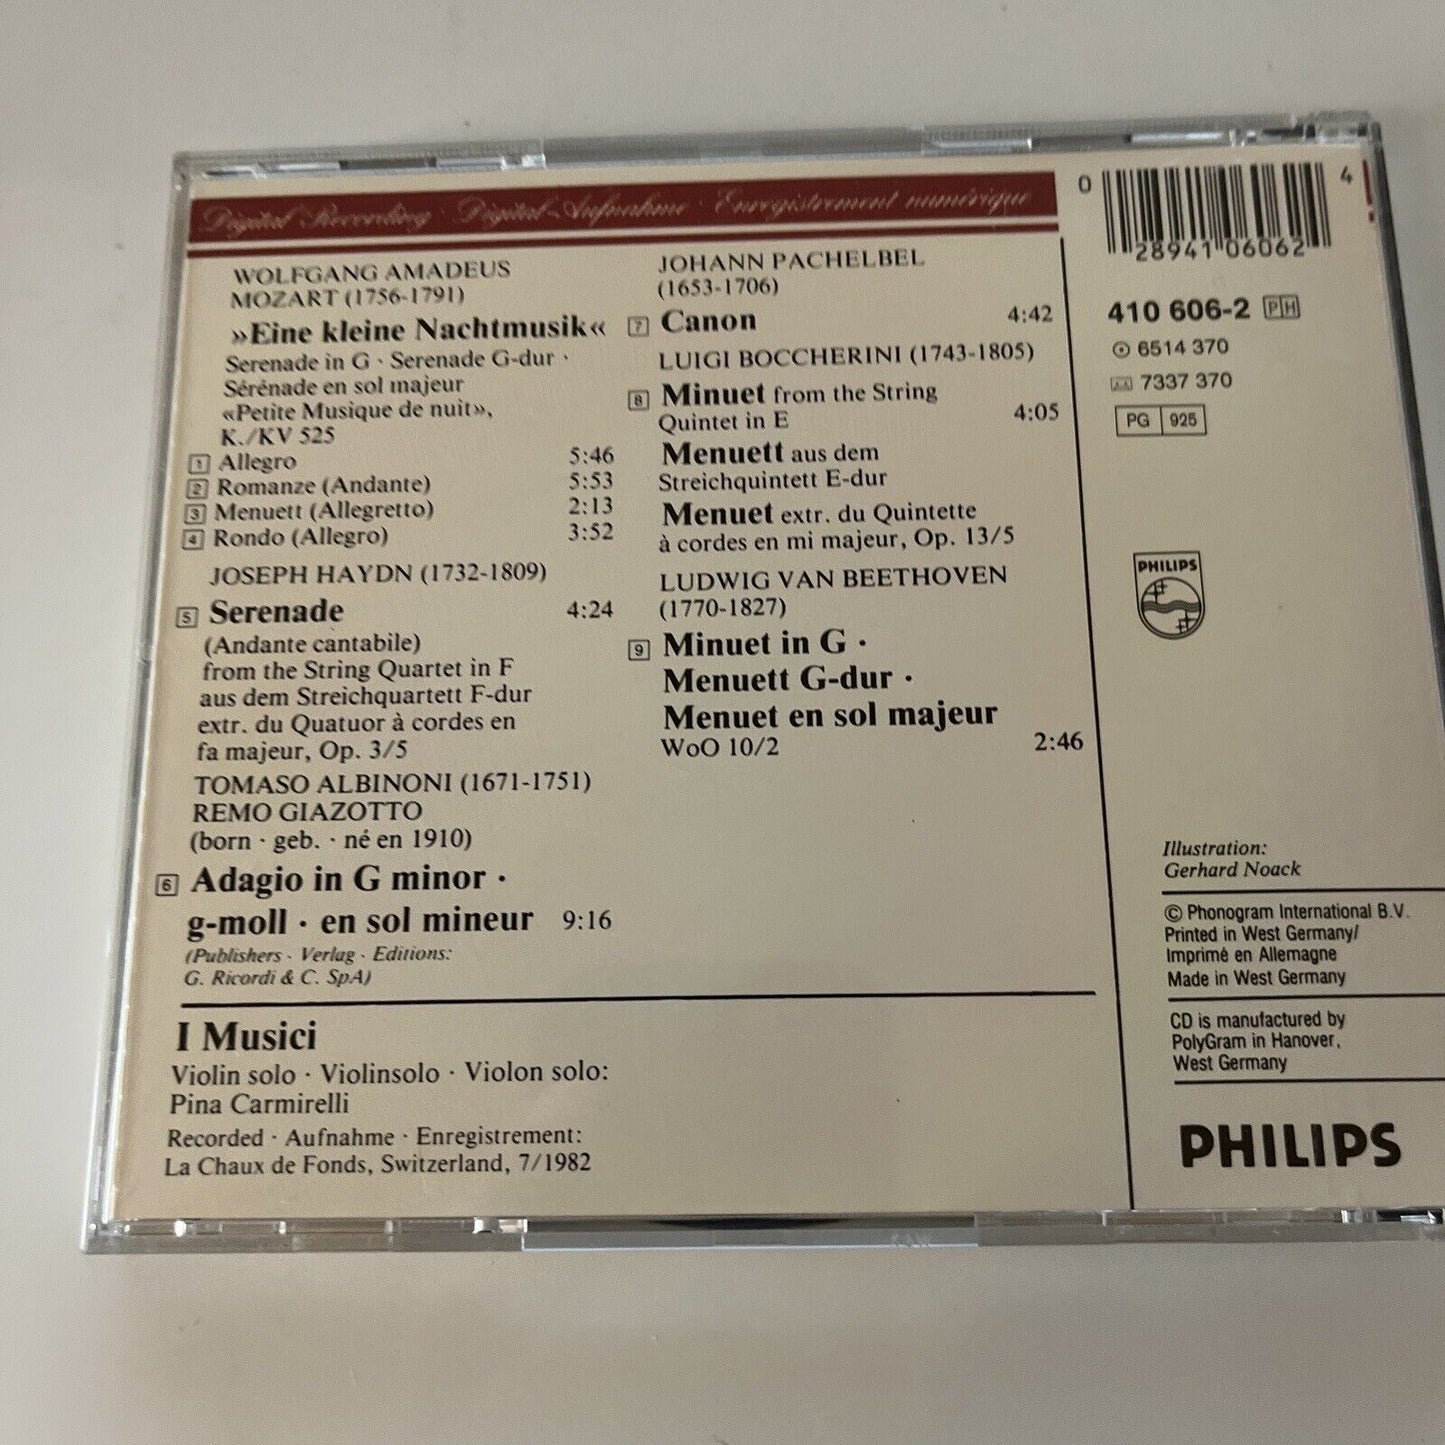 Digital Recording · Digital-Aufnahme · Enregistrement numérique
WOLFGANG AMADEUS
MOZART (1756-1791)
»Eine kleine Nachtmusik«
Serenade in G · Serenade G-dur ·
Sérénade en sol majeur
«Petite Musique de nuit»,
K./KV 525
1 Allegro 5:46
2 Romanze (Andante) 5:53
3 Menuett (Allegretto) 2:13
4 Rondo (Allegro) 3:52
JOSEPH HAYDN (1732-1809)
5 Serenade 4:24
(Andante cantabile)
from the String Quartet in F
aus dem Streichquartett F-dur
extr. du Quatuor à cordes en
fa majeur, Op. 3/5
TOMASO ALBINONI (1671-1751)
REMO GIAZOTTO
(born · geb. · né en 1910)
6 Adagio in G minor ·
g-moll · en sol mineur 9:16
(Publishers · Verlag · Editions:
G. Ricordi & C. SpA)
JOHANN PACHELBEL
(1653-1706)
7 Canon 4:42
LUIGI BOCCHERINI (1743-1805)
8 Minuet from the String
Quintet in E 4:05
Menuett aus dem
Streichquintett E-dur
Menuet extr. du Quintette
à cordes en mi majeur, Op. 13/5
LUDWIG VAN BEETHOVEN
(1770-1827)
9 Minuet in G ·
Menuett G-dur ·
Menuet en sol majeur
WoO 10/2 2:46
I Musici
Violin solo · Violinsolo · Violon solo:
Pina Carmirelli
Recorded · Aufnahme · Enregistrement:
La Chaux de Fonds, Switzerland, 7/1982
0 28941 06062 4
410 606-2 PH
6514 370
7337 370
PG 925
PHILIPS
Illustration:
Gerhard Noack
© Phonogram International B.V.
Printed in West Germany/
Imprimé en Allemagne
Made in West Germany
CD is manufactured by
PolyGram in Hanover,
West Germany
PHILIPS